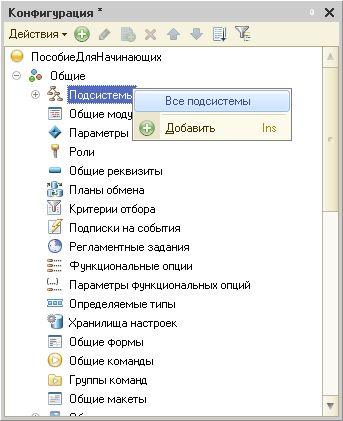 Конфигурация *
Действия
ПособиеДляНачинающих
Общие
Подсистемы
Все подсистемы
Общие мод
Добавить Ins
Параметры
Роли
Общие реквизиты
Планы обмена
Критерии отбора
Подписки на события
Регламентные задания
Функциональные опции
Параметры функциональных опций
Определяемые типы
Хранилища настроек
Общие формы
Общие команды
Группы команд
Общие макеты